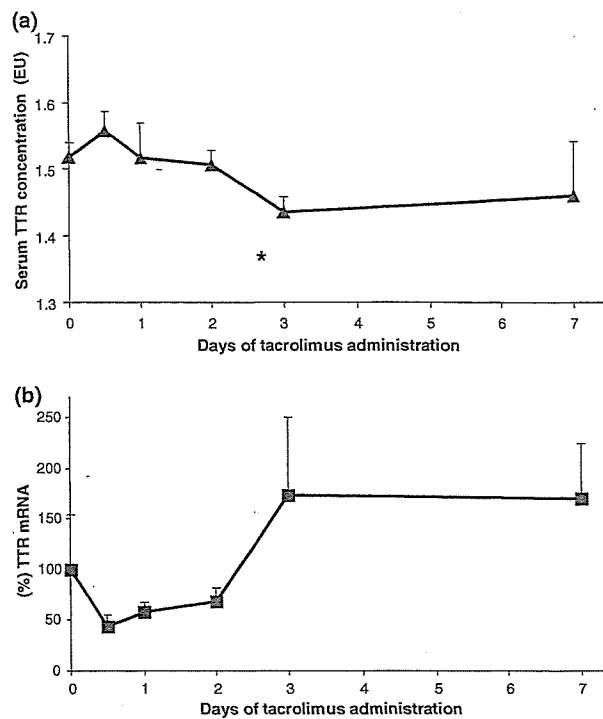 (a)
Serum TTR concentration (EU)
1.7
1.6
1.5
1.4
1.3
*
0 1 2 3 4 5 6 7
Days of tacrolimus administration
(b)
(%) TTR mRNA
250
200
150
100
50
0
0 1 2 3 4 5 6 7
Days of tacrolimus administration